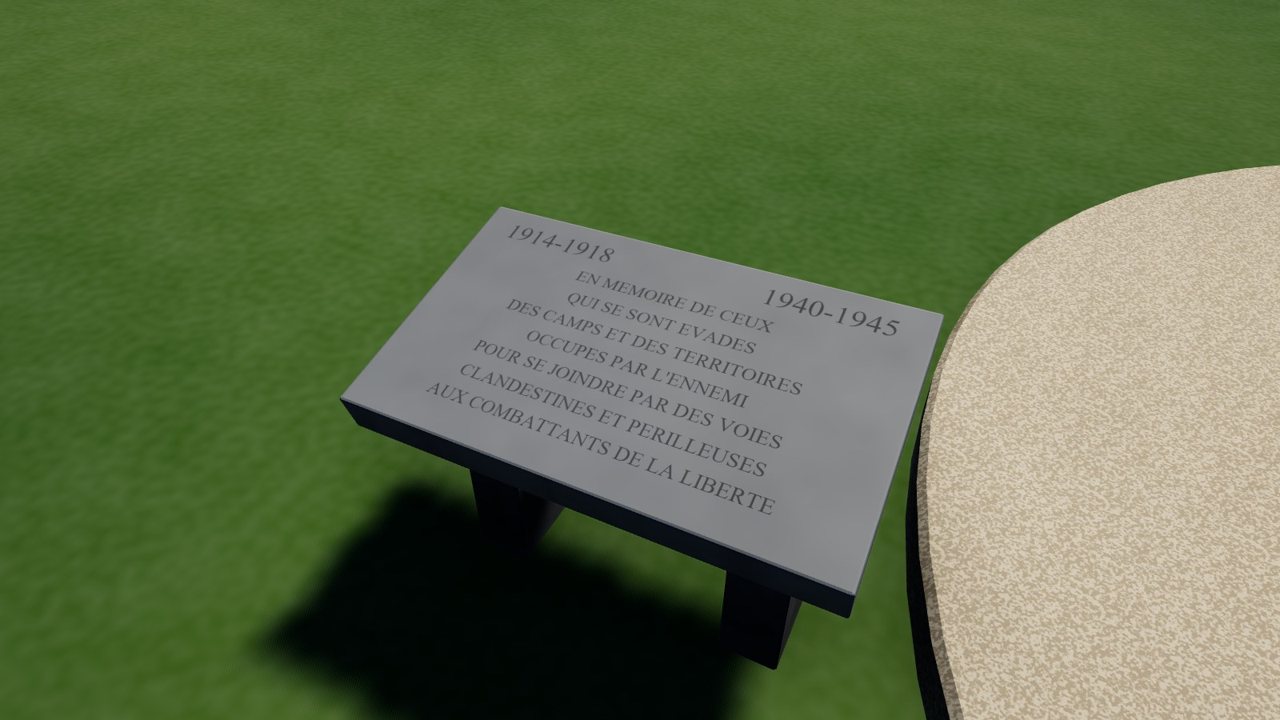 1914-1918
1940-1945
EN MEMOIRE DE CEUX
QUI SE SONT EVADES
DES CAMPS ET DES TERRITOIRES
OCCUPES PAR L'ENNEMI
POUR SE JOINDRE PAR DES VOIES
CLANDESTINES ET PERILLEUSES
AUX COMBATTANTS DE LA LIBERTE